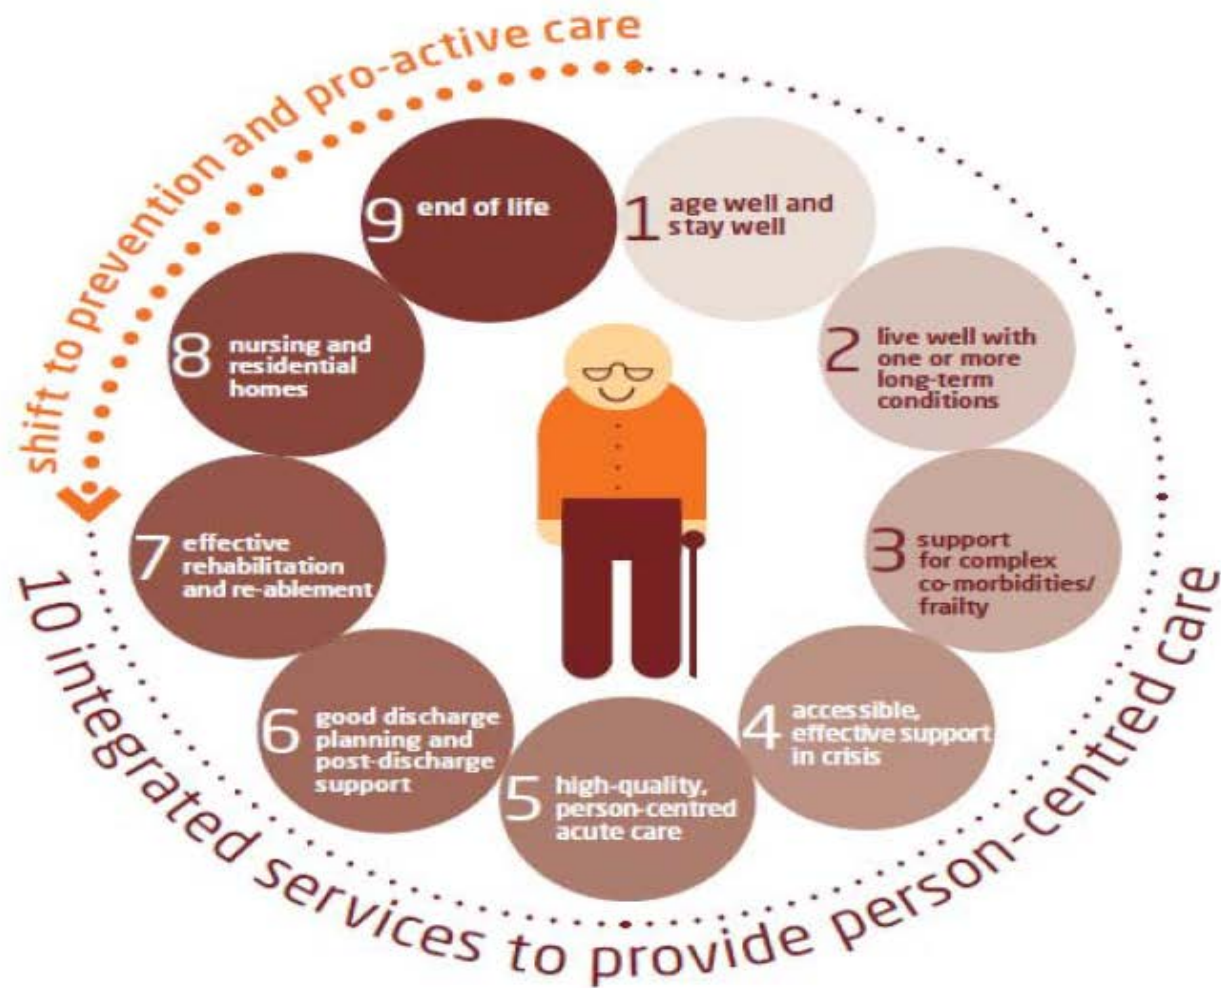 shift to prevention and pro-active care
1 age well and
stay well
2 live well with
one or more
long-term
conditions
3 support
for complex
co-morbidities/
frailty
4 accessible,
effective support
in crisis
5 high-quality,
person-centred
acute care
6 good discharge
planning and
post-discharge
support
7 effective
rehabilitation
and re-ablement
8 nursing and
residential
homes
9 end of life
10 integrated services to provide person-centred care